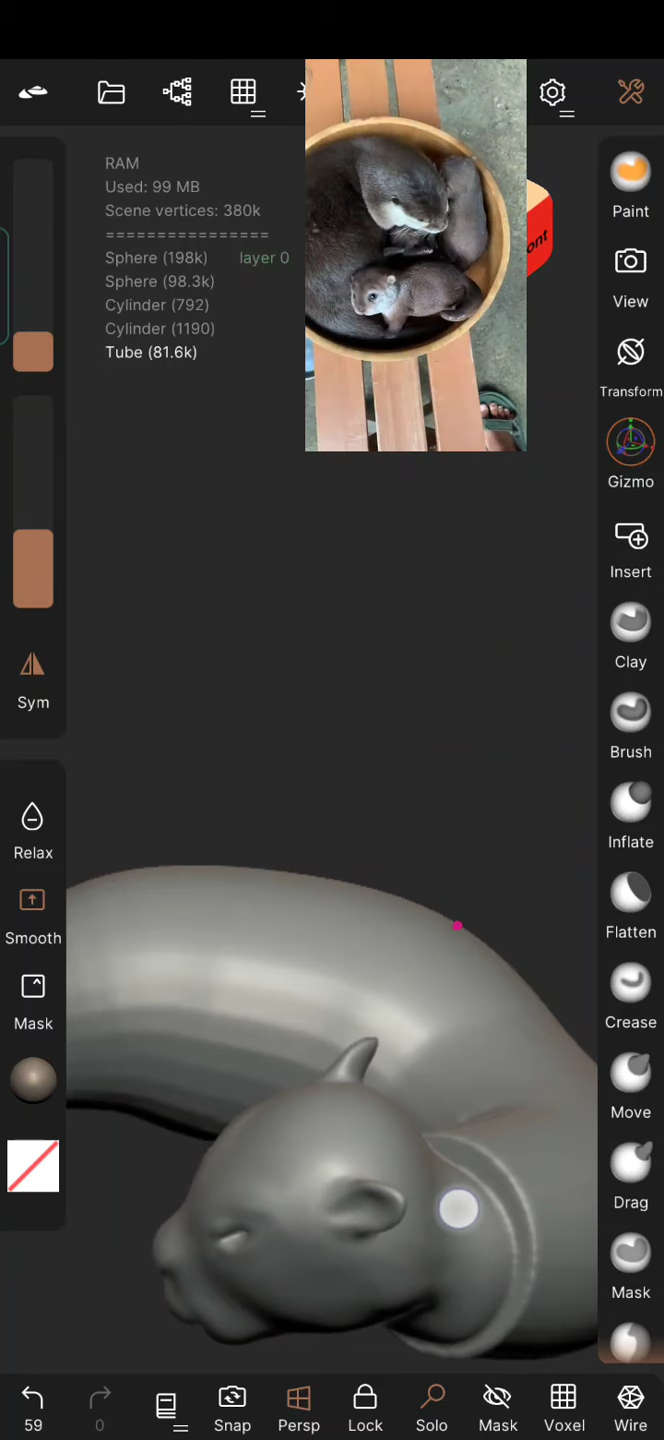 RAM
Used: 99 MB
Scene vertices: 380k
================
Sphere (198k) layer 0
Sphere (98.3k)
Cylinder (792)
Cylinder (1190)
Tube (81.6k)
ont
Paint
View
Transform
Gizmo
Insert
Clay
Brush
Inflate
Flatten
Crease
Move
Drag
Mask
Sym
Relax
Smooth
Mask
59
0
Snap
Persp
Lock
Solo
Mask
Voxel
Wire